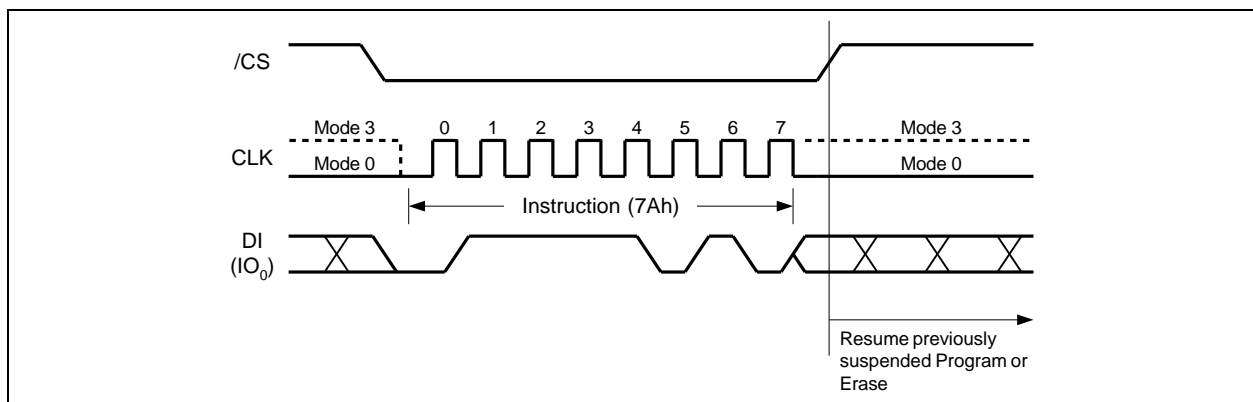 /CS
Mode 3
0 1 2 3 4 5 6 7
Mode 3
CLK
Mode 0
Mode 0
Instruction (7Ah)
DI
(IO0)
Resume previously
suspended Program or
Erase